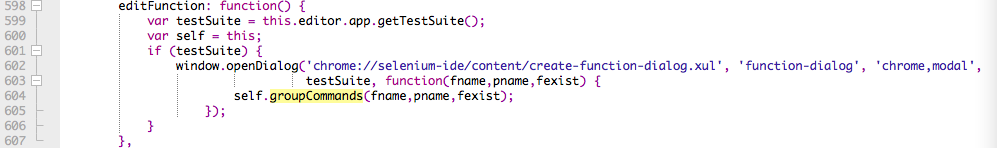 598 editFunction: function() {
599 var testSuite = this.editor.app.getTestSuite();
600 var self = this;
601 if (testSuite) {
602 window.openDialog('chrome://selenium-ide/content/create-function-dialog.xul', 'function-dialog', 'chrome,modal',
603 testSuite, function(fname,pname,fexist) {
604 self.groupCommands(fname,pname,fexist);
605 });
606 }
607 },